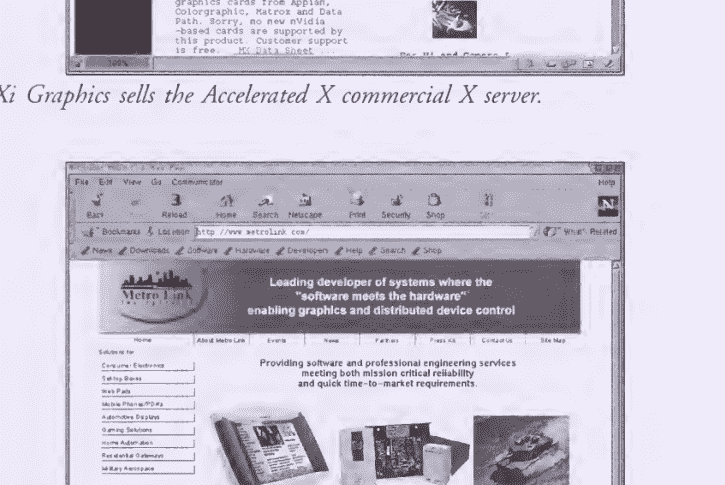 graphics cards from Appian,
Colorgraphic, Matrox and Data
Path. Sorry, no new nVidia
-based cards are supported by
this product. Customer support
is free. MX Data Sheet ...
100%
Xi Graphics sells the Accelerated X commercial X server.
File Edit View Go Communicator Help
Back Reload Home Search Netscape Print Security Shop N
Bookmarks Location http://www metrolink com/ What's Related
News Downloads Software Hardware Developers Help Search Shop
Metro Link
Leading developer of systems where the
"software meets the hardware"
enabling graphics and distributed device control
Home About Metro Link Events News Partners Press Kit Contact Us Site Map
Solutions for
Consumer Electronics
Set-top Boxes
Web Pads
Mobile Phones/PDAs
Automotive Displays
Gaming Solutions
Home Automation
Residential Gateways
Military Aerospace
Providing software and professional engineering services
meeting both mission critical reliability
and quick time-to-market requirements.